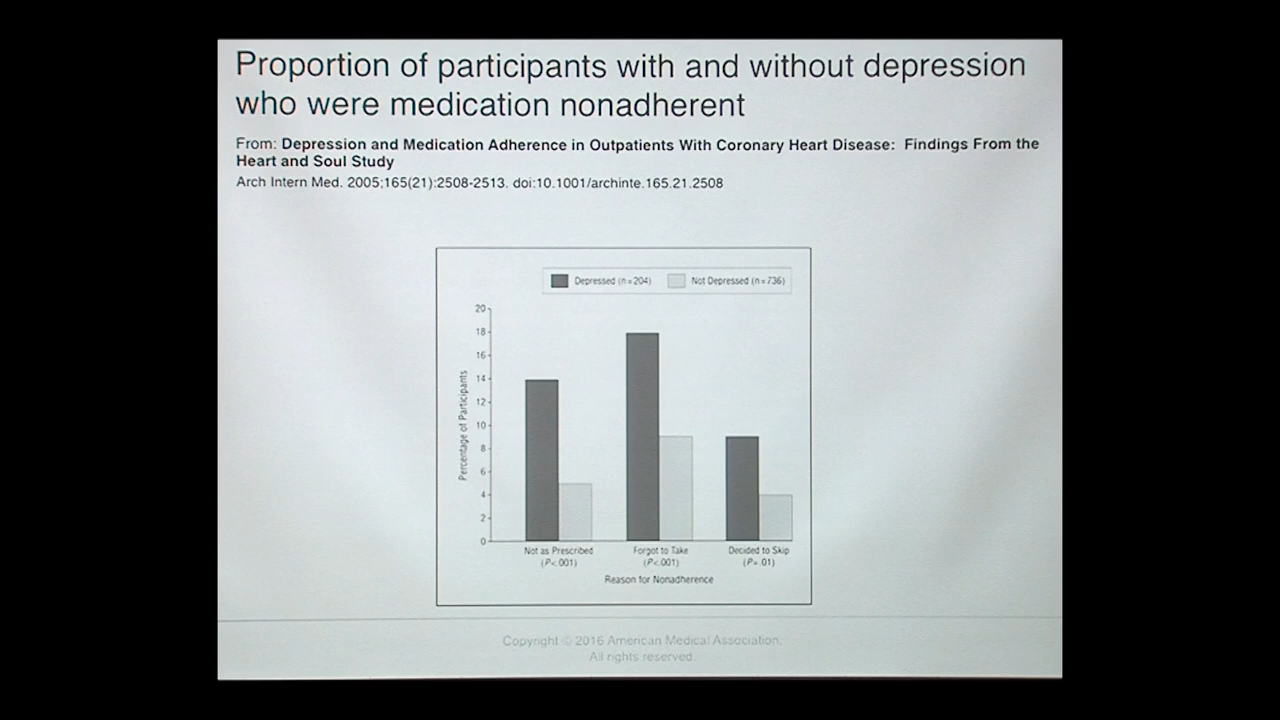 Proportion of participants with and without depression
who were medication nonadherent
From: Depression and Medication Adherence in Outpatients With Coronary Heart Disease: Findings From the
Heart and Soul Study
Arch Intern Med. 2005;165(21):2508-2513. doi:10.1001/archinte.165.21.2508
Depressed (n=204) Not Depressed (n=736)
20
18
16
14
12
10
8
6
4
2
0
Percentage of Participants
Not as Prescribed Forgot to Take Decided to Skip
(P<.001) (P<.001) (P=.01)
Reason for Nonadherence
Copyright © 2016 American Medical Association.
All rights reserved.